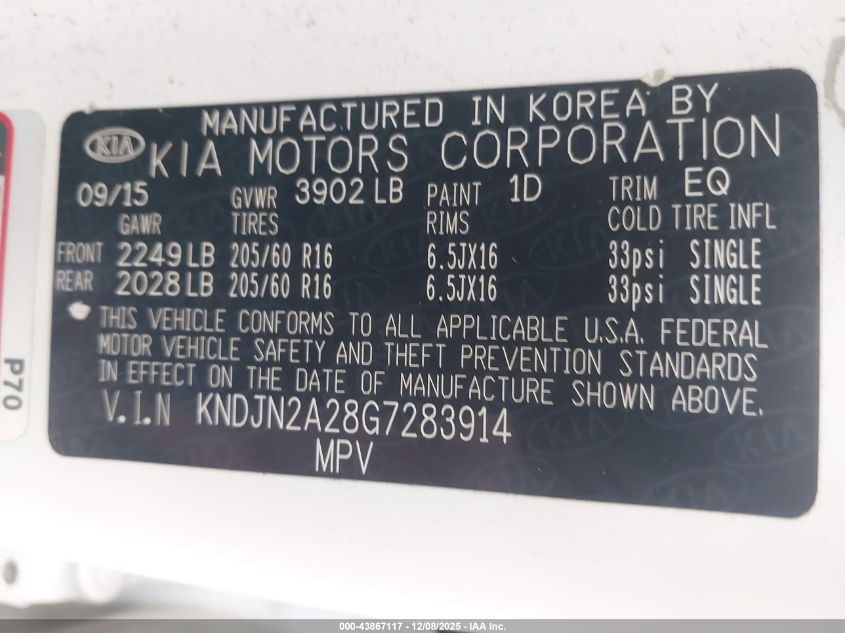 MANUFACTURED IN KOREA BY
KIA KIA MOTORS CORPORATION
09/15 GVWR 3902 LB PAINT 1D TRIM EQ
GAWR TIRES RIMS COLD TIRE INFL
FRONT 2249 LB 205/60 R16 6.5JX16 33psi SINGLE
REAR 2028 LB 205/60 R16 6.5JX16 33psi SINGLE
THIS VEHICLE CONFORMS TO ALL APPLICABLE U.S.A. FEDERAL
MOTOR VEHICLE SAFETY AND THEFT PREVENTION STANDARDS
IN EFFECT ON THE DATE OF MANUFACTURE SHOWN ABOVE.
V.I.N KNDJN2A28G7283914
MPV
P70
000-43867117 - 12/08/2025 - IAA Inc.